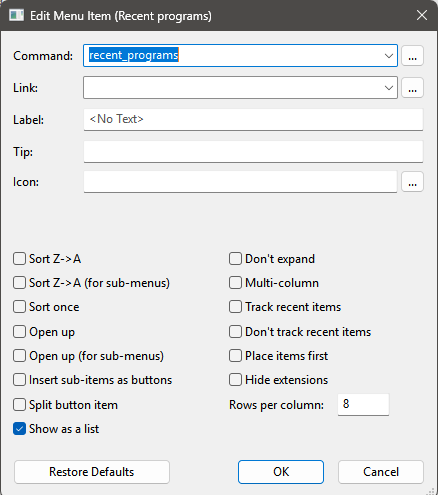 Edit Menu Item (Recent programs)
Command: recent_programs ...
Link: ...
Label: <No Text>
Tip:
Icon: ...
Sort Z->A Don't expand
Sort Z->A (for sub-menus) Multi-column
Sort once Track recent items
Open up Don't track recent items
Open up (for sub-menus) Place items first
Insert sub-items as buttons Hide extensions
Split button item Rows per column: 8
Show as a list
Restore Defaults OK Cancel